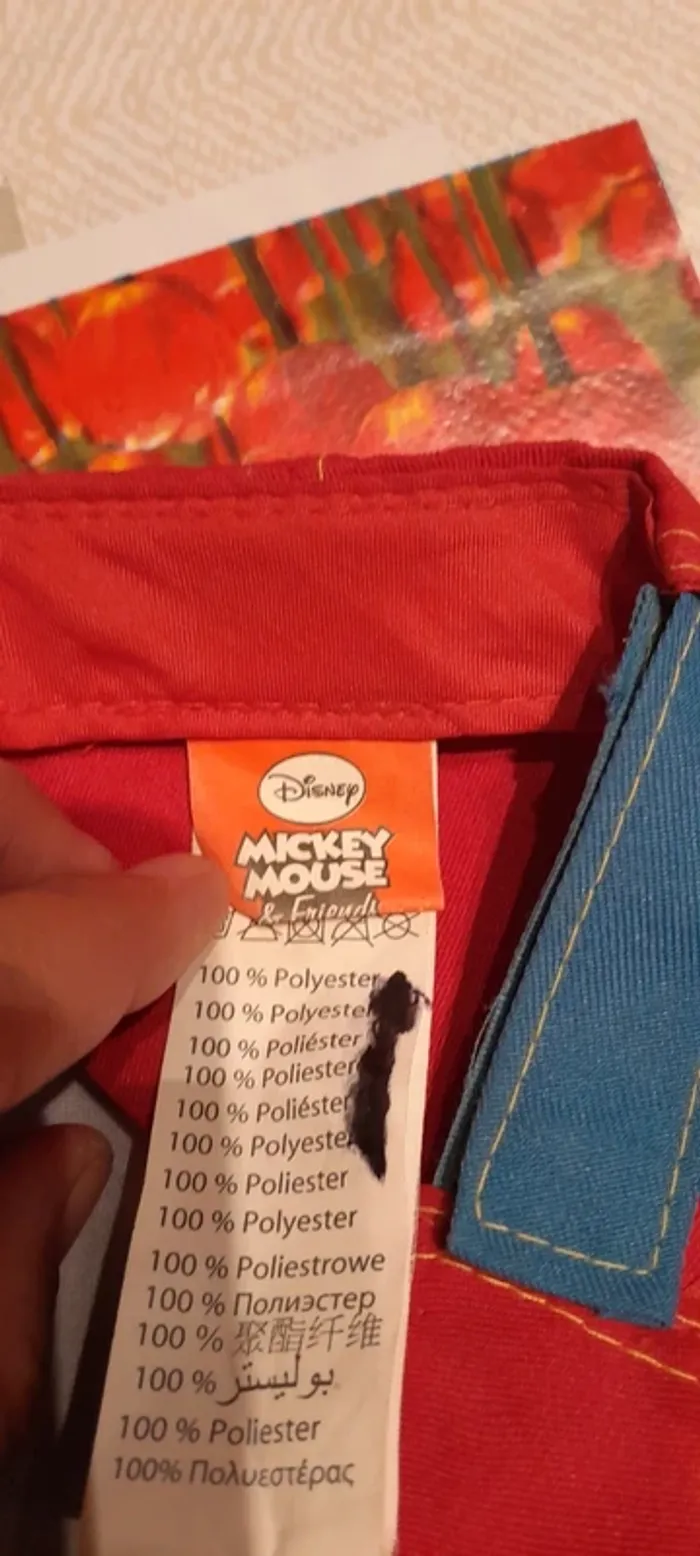 Disney
MICKEY
MOUSE
& Friends
100 % Polyester
100 % Polyester
100 % Poliéster
100 % Poliester
100 % Poliéster
100 % Polyester
100 % Poliester
100 % Polyester
100 % Poliestrowe
100 % Полиэстер
100 % 聚酯纤维
100 % بوليستر
100 % Poliester
100% Πολυεστέρας